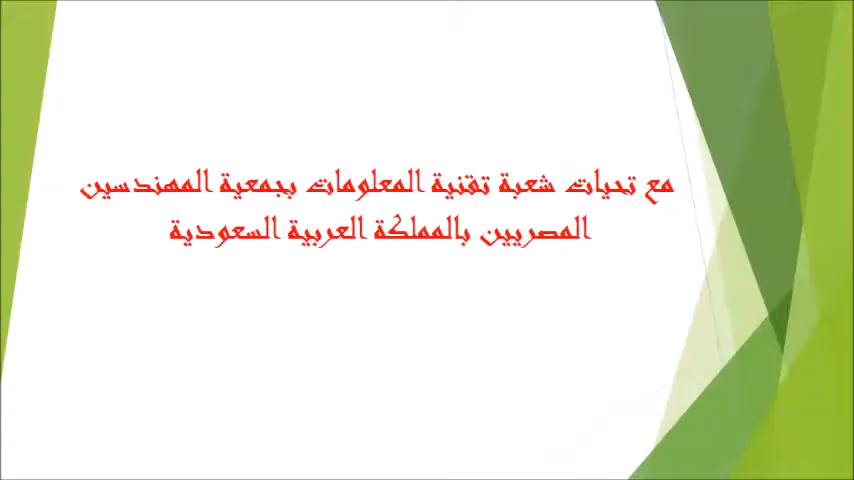 مع تحيات شعبة تقنية المعلومات بجمعية المهندسين
المصريين بالمملكة العربية السعودية